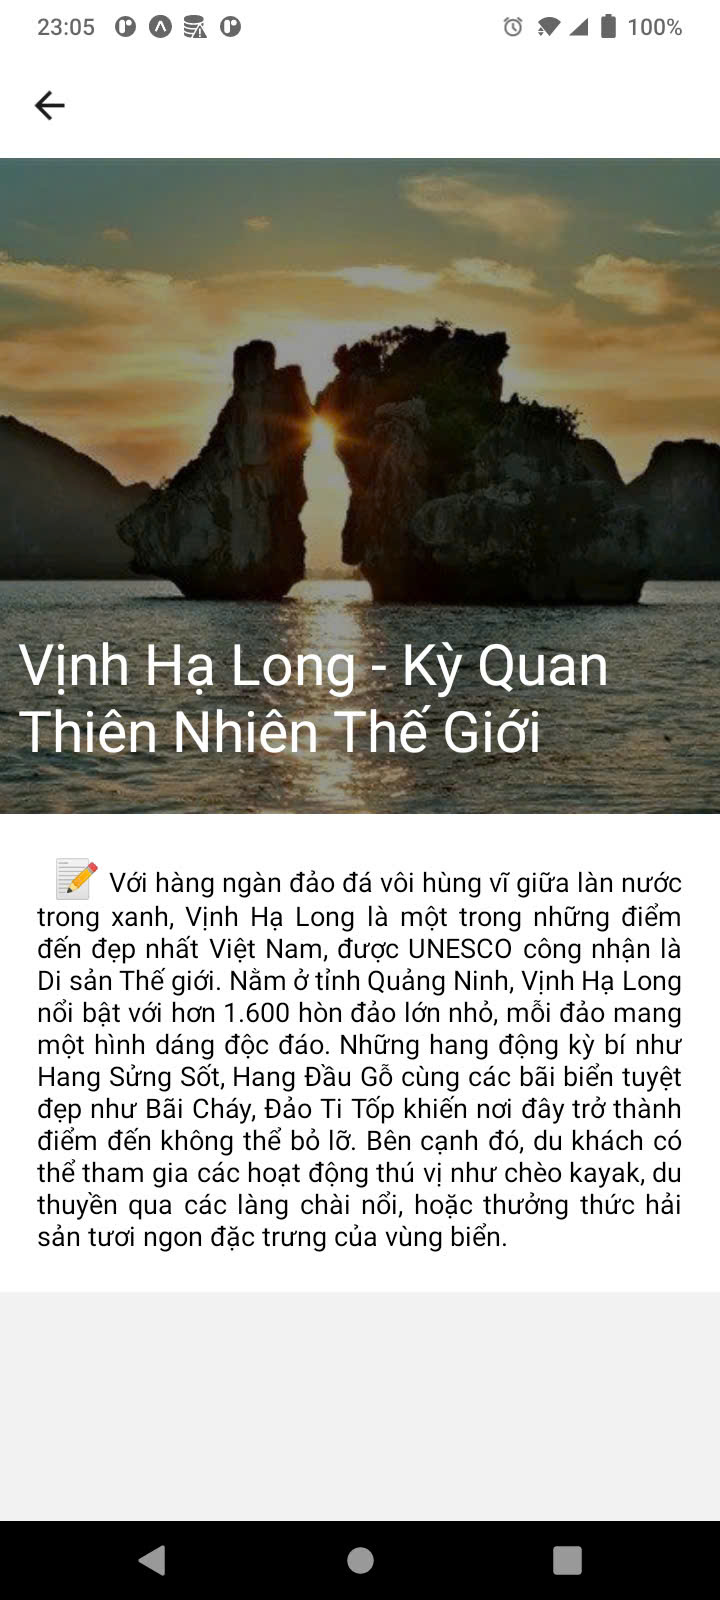 23:05
100%
Vịnh Hạ Long - Kỳ Quan
Thiên Nhiên Thế Giới
Với hàng ngàn đảo đá vôi hùng vĩ giữa làn nước
trong xanh, Vịnh Hạ Long là một trong những điểm
đến đẹp nhất Việt Nam, được UNESCO công nhận là
Di sản Thế giới. Nằm ở tỉnh Quảng Ninh, Vịnh Hạ Long
nổi bật với hơn 1.600 hòn đảo lớn nhỏ, mỗi đảo mang
một hình dáng độc đáo. Những hang động kỳ bí như
Hang Sửng Sốt, Hang Đầu Gỗ cùng các bãi biển tuyệt
đẹp như Bãi Cháy, Đảo Ti Tốp khiến nơi đây trở thành
điểm đến không thể bỏ lỡ. Bên cạnh đó, du khách có
thể tham gia các hoạt động thú vị như chèo kayak, du
thuyền qua các làng chài nổi, hoặc thưởng thức hải
sản tươi ngon đặc trưng của vùng biển.